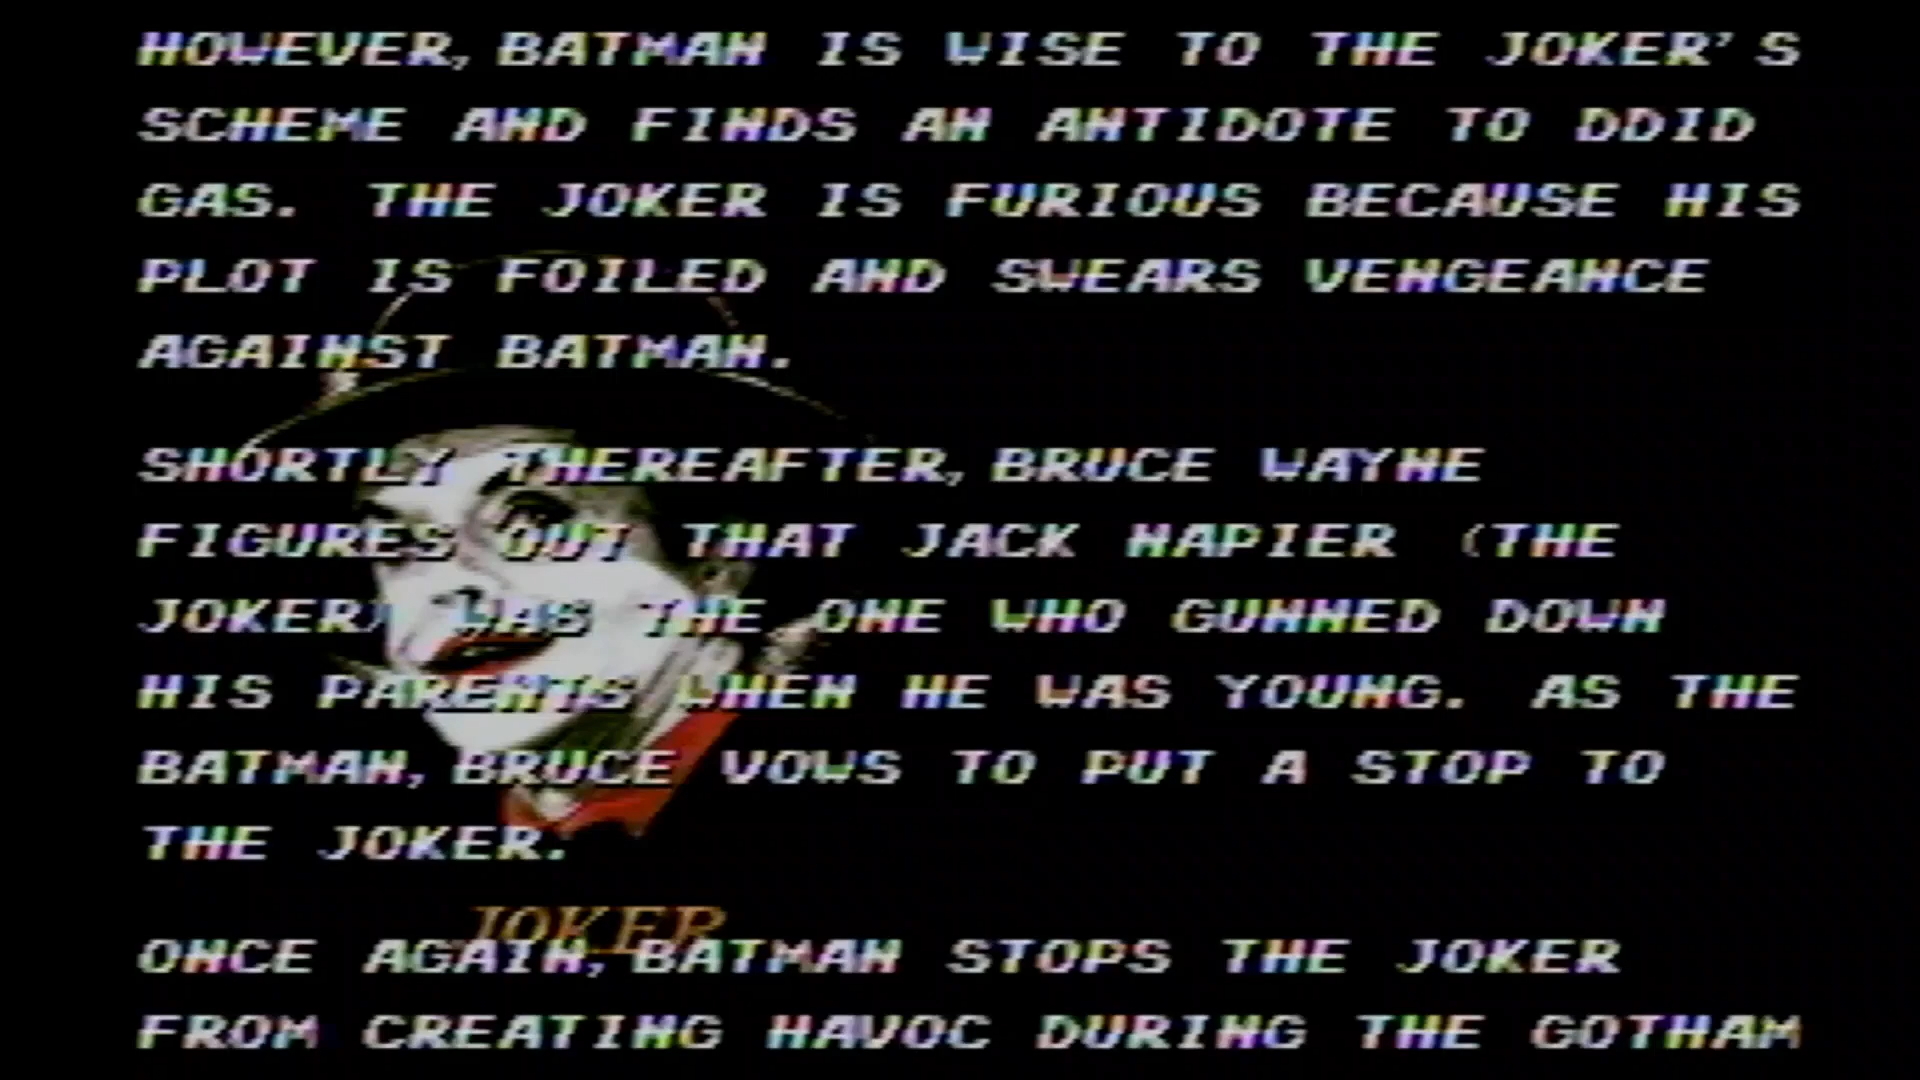 HOWEVER, BATMAN IS WISE TO THE JOKER'S
SCHEME AND FINDS AN ANTIDOTE TO DDID
GAS. THE JOKER IS FURIOUS BECAUSE HIS
PLOT IS FOILED AND SWEARS VENGEANCE
AGAINST BATMAN.
SHORTLY THEREAFTER, BRUCE WAYNE
FIGURES OUT THAT JACK NAPIER (THE
JOKER) WAS THE ONE WHO GUNNED DOWN
HIS PARENTS WHEN HE WAS YOUNG. AS THE
BATMAN, BRUCE VOWS TO PUT A STOP TO
THE JOKER.
JOKER
ONCE AGAIN, BATMAN STOPS THE JOKER
FROM CREATING HAVOC DURING THE GOTHAM